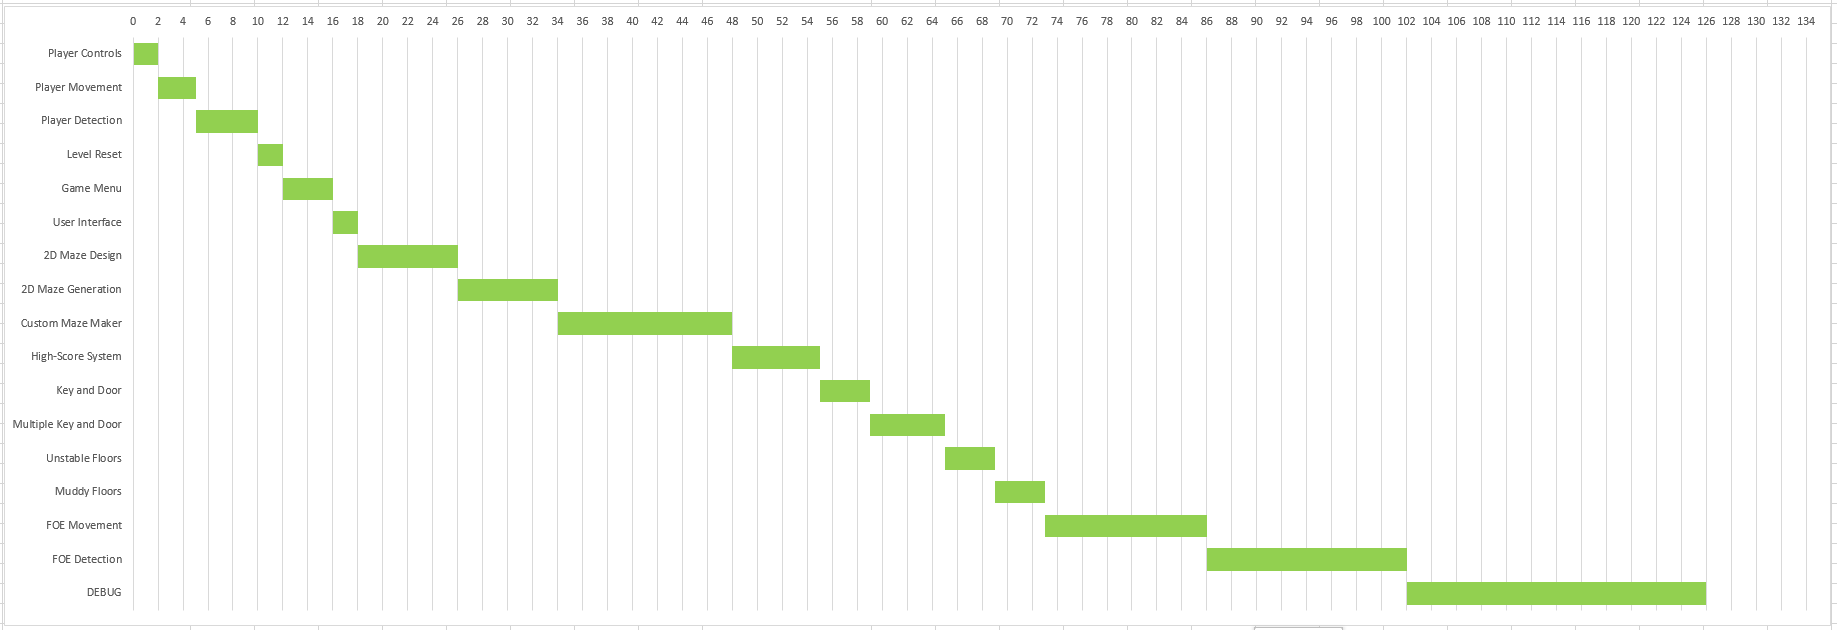 0 2 4 6 8 10 12 14 16 18 20 22 24 26 28 30 32 34 36 38 40 42 44 46 48 50 52 54 56 58 60 62 64 66 68 70 72 74 76 78 80 82 84 86 88 90 92 94 96 98 100 102 104 106 108 110 112 114 116 118 120 122 124 126 128 130 132 134
Player Controls
Player Movement
Player Detection
Level Reset
Game Menu
User Interface
2D Maze Design
2D Maze Generation
Custom Maze Maker
High-Score System
Key and Door
Multiple Key and Door
Unstable Floors
Muddy Floors
FOE Movement
FOE Detection
DEBUG